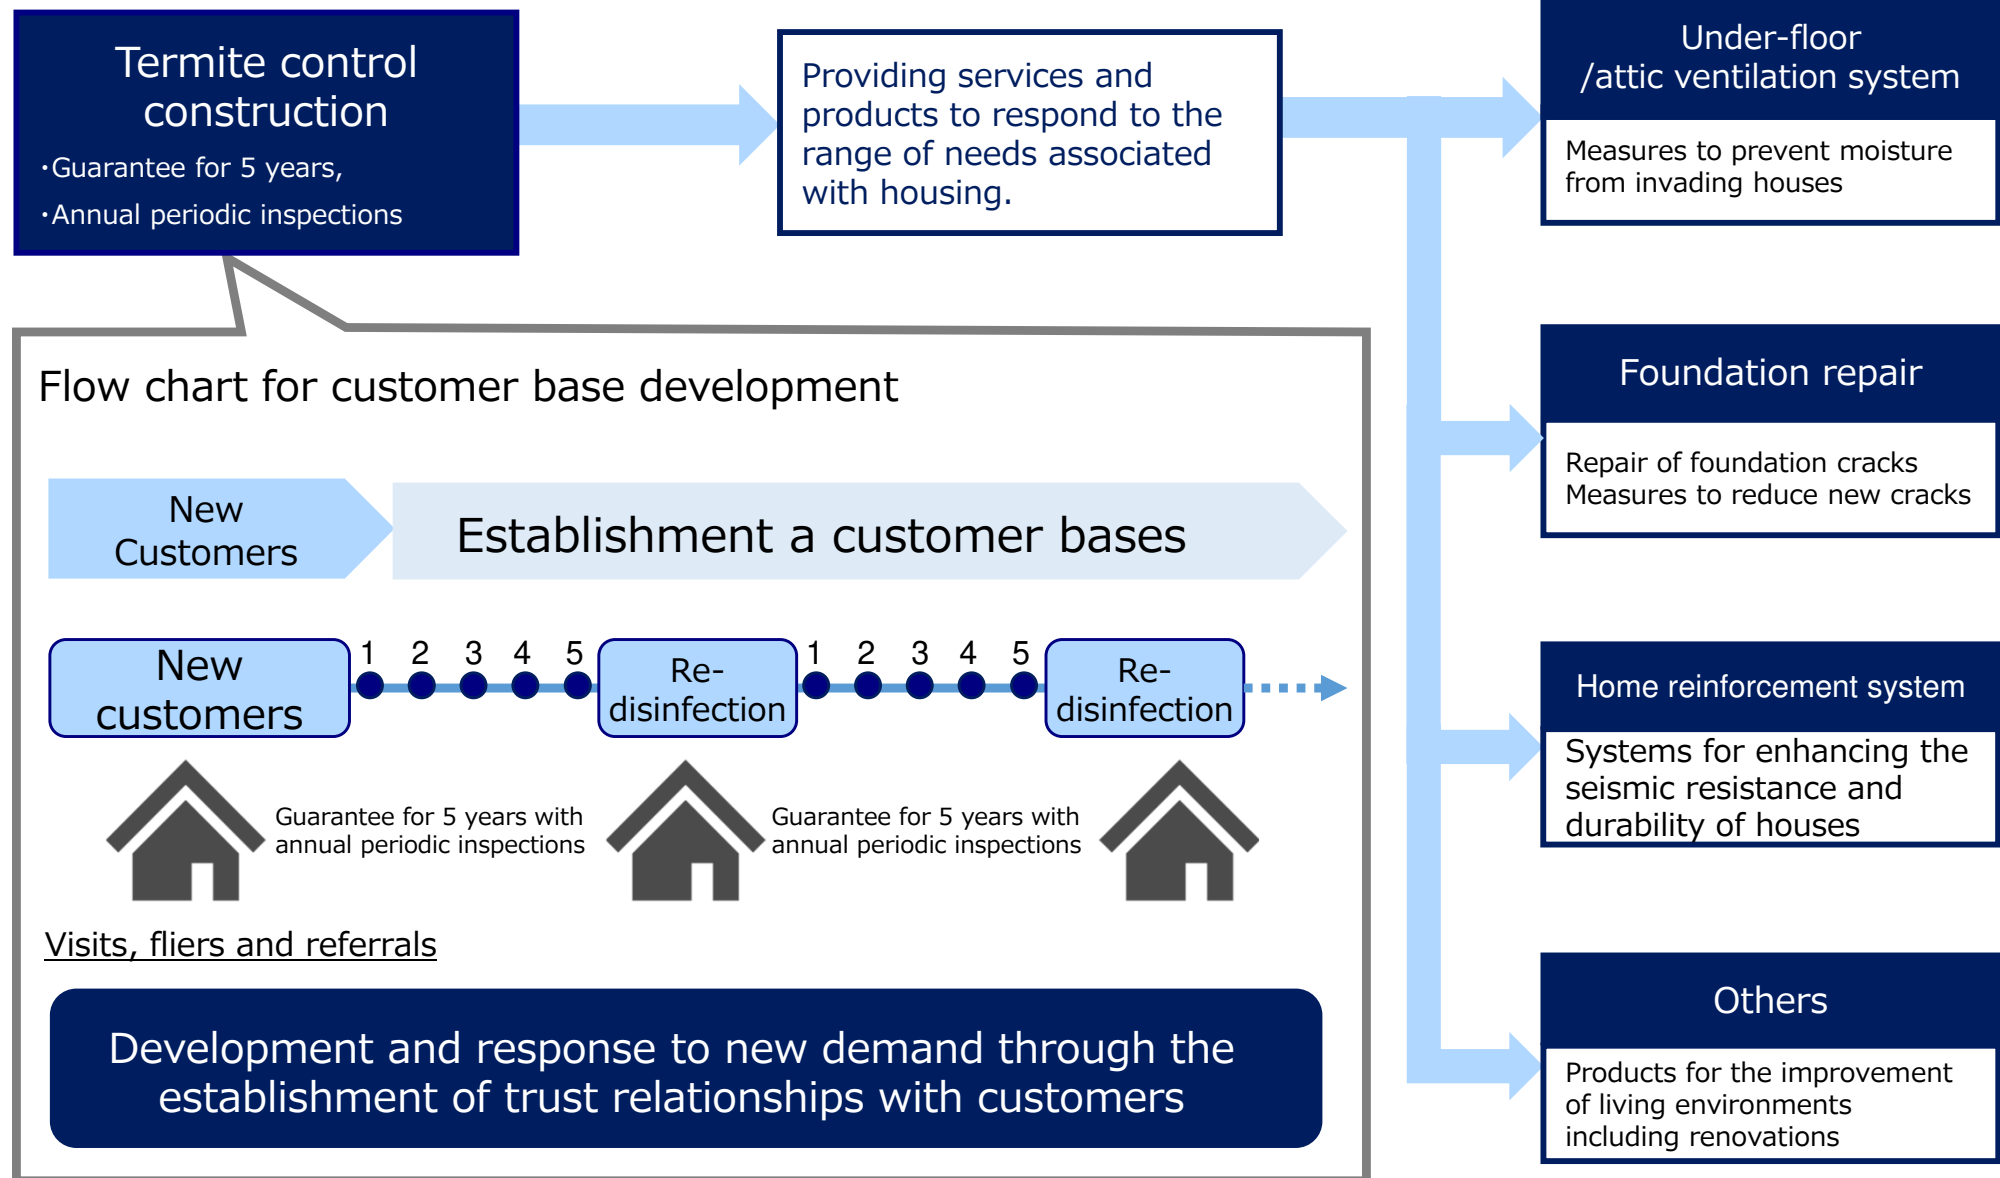 Termite control
construction
・Guarantee for 5 years,
・Annual periodic inspections
Providing services and
products to respond to the
range of needs associated
with housing.
Under-floor
/attic ventilation system
Measures to prevent moisture
from invading houses
Foundation repair
Repair of foundation cracks
Measures to reduce new cracks
Home reinforcement system
Systems for enhancing the
seismic resistance and
durability of houses
Others
Products for the improvement
of living environments
including renovations
Flow chart for customer base development
New
Customers
Establishment a customer bases
New
customers
1 2 3 4 5
Re-
disinfection
1 2 3 4 5
Re-
disinfection
Guarantee for 5 years with
annual periodic inspections
Guarantee for 5 years with
annual periodic inspections
Visits, fliers and referrals
Development and response to new demand through the
establishment of trust relationships with customers